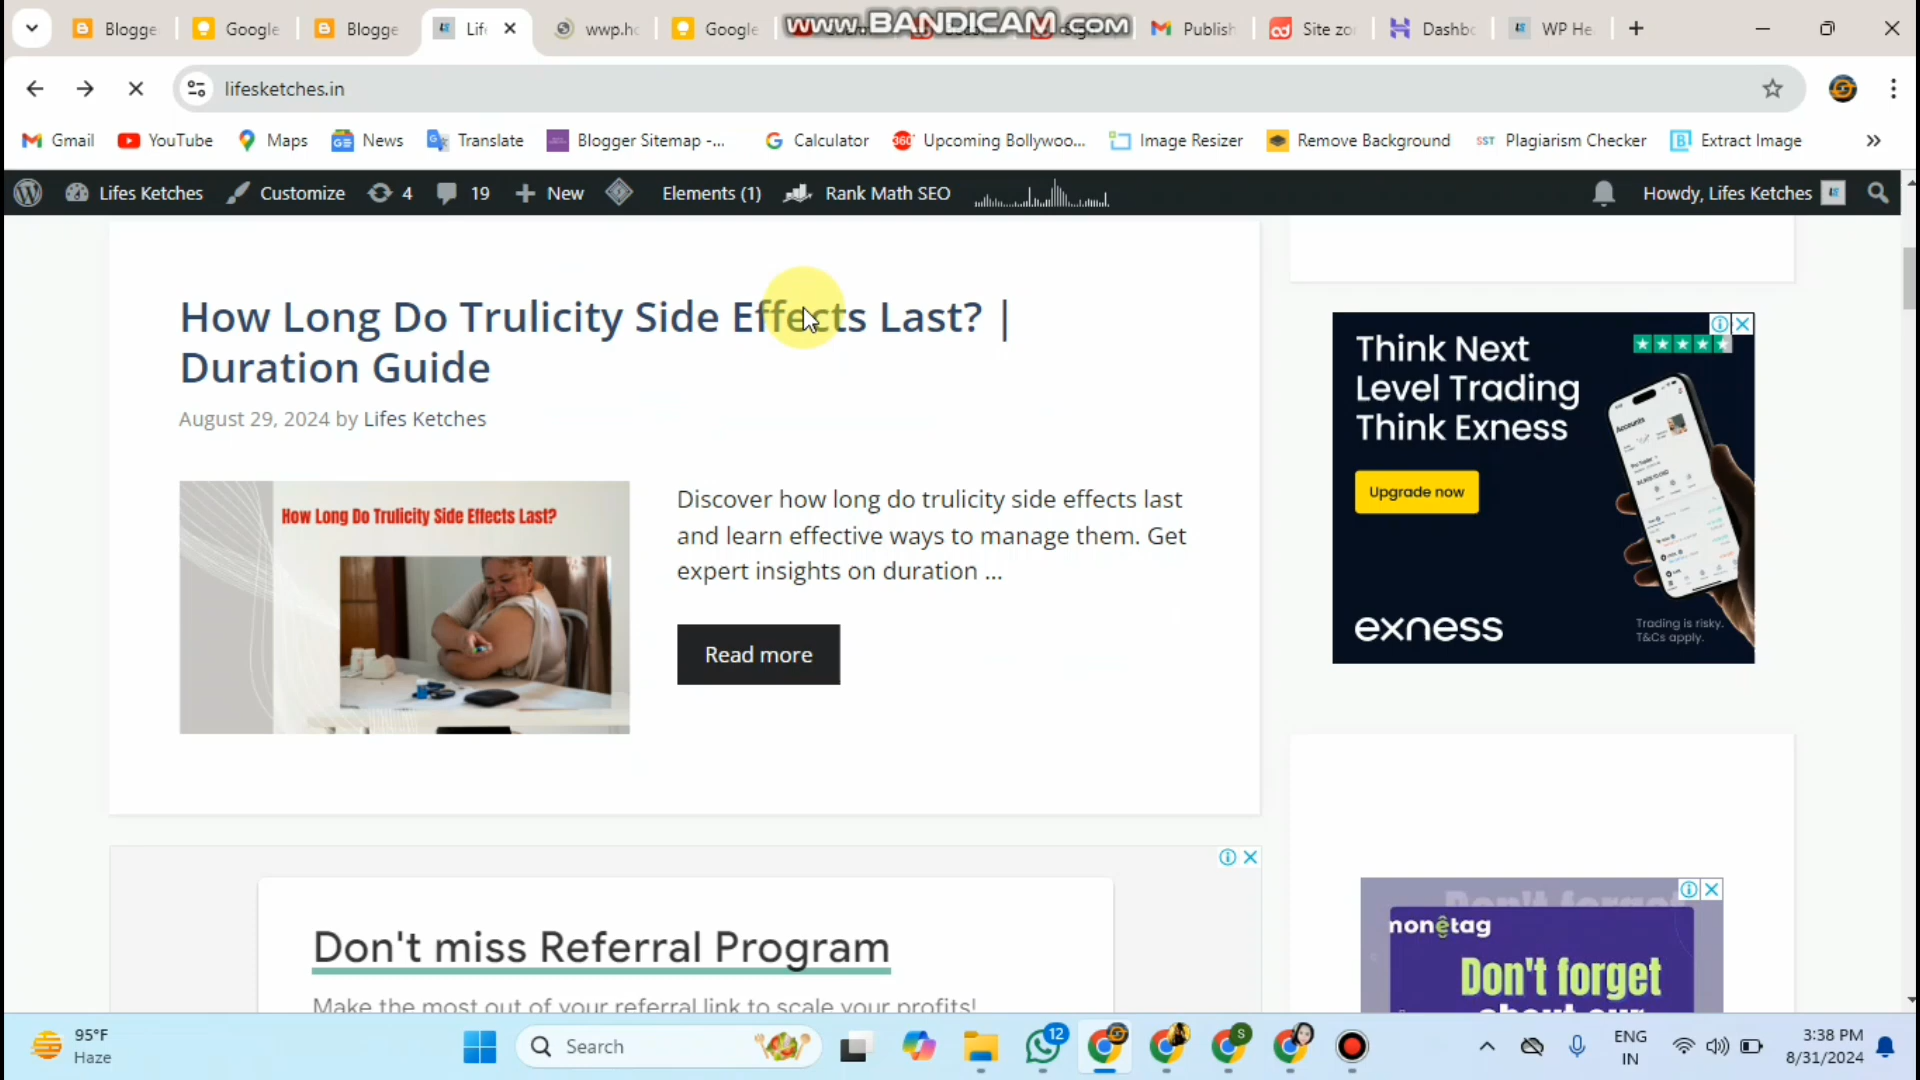 Blogge
Google
Blogge
Lif
wwp.hc
Google
www.BANDICAM.com
Publish
Site zo
Dashbo
WP He
lifesketches.in
Gmail
YouTube
Maps
News
Translate
Blogger Sitemap -...
Calculator
Upcoming Bollywoo...
Image Resizer
Remove Background
SST
Plagiarism Checker
Extract Image
Lifes Ketches
Customize
4
19
New
Elements (1)
Rank Math SEO
Howdy, Lifes Ketches
How Long Do Trulicity Side Effects Last? |
Duration Guide
August 29, 2024 by Lifes Ketches
How Long Do Trulicity Side Effects Last?
Discover how long do trulicity side effects last
and learn effective ways to manage them. Get
expert insights on duration ...
Read more
Think Next
Level Trading
Think Exness
Upgrade now
exness
Trading is risky.
T&Cs apply.
Don't miss Referral Program
Make the most out of your referral link to scale your profits!
monetag
Don't forget
about our
95°F
Haze
Search
12
ENG
IN
3:38 PM
8/31/2024